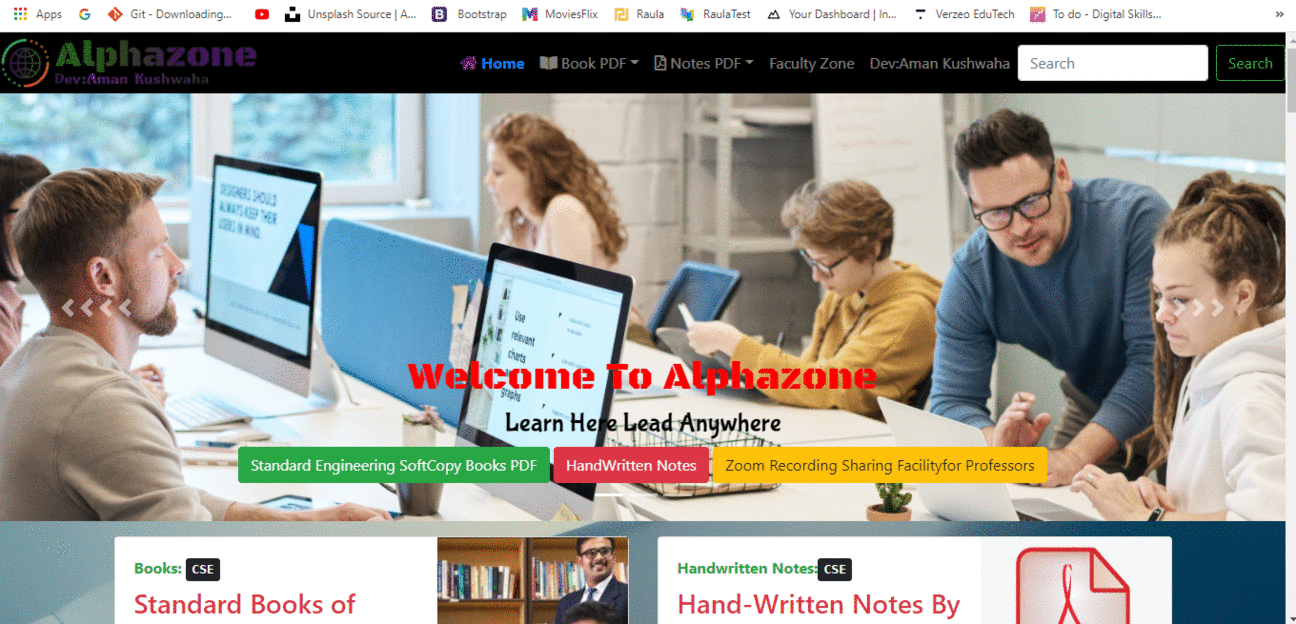 Apps
Git - Downloading...
Unsplash Source | A...
Bootstrap
MoviesFlix
Raula
RaulaTest
Your Dashboard | In...
Verzeo EduTech
To do - Digital Skills...
Alphazone
Dev:Aman Kushwaha
Home
Book PDF
Notes PDF
Faculty Zone
Dev:Aman Kushwaha
Search
Search
DESIGNERS SHOULD
ALWAYS KEEP THEIR
USERS IN MIND.
Use
relevant
charts
graphs
Welcome To Alphazone
Learn Here Lead Anywhere
Standard Engineering SoftCopy Books PDF
HandWritten Notes
Zoom Recording Sharing Facilityfor Professors
Books: CSE
Standard Books of
Handwritten Notes: CSE
Hand-Written Notes By